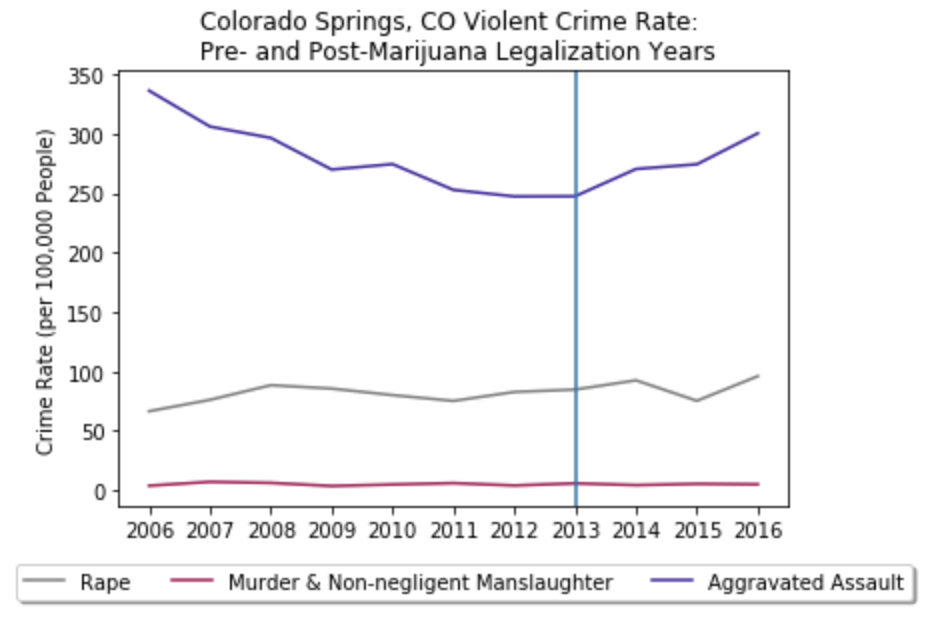 Colorado Springs, CO Violent Crime Rate:
Pre- and Post-Marijuana Legalization Years
Crime Rate (per 100,000 People)
350
300
250
200
150
100
50
0
2006 2007 2008 2009 2010 2011 2012 2013 2014 2015 2016
Rape Murder & Non-negligent Manslaughter Aggravated Assault